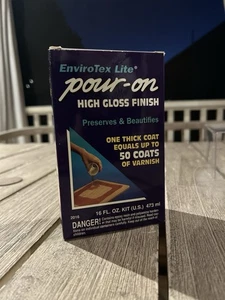 EnviroTex Lite*
pour-on
HIGH GLOSS FINISH
Preserves & Beautifies
ONE THICK COAT
EQUALS UP TO
50 COATS
OF VARNISH
16 FL. OZ. KIT (U.S.) 473 ml
DANGER!